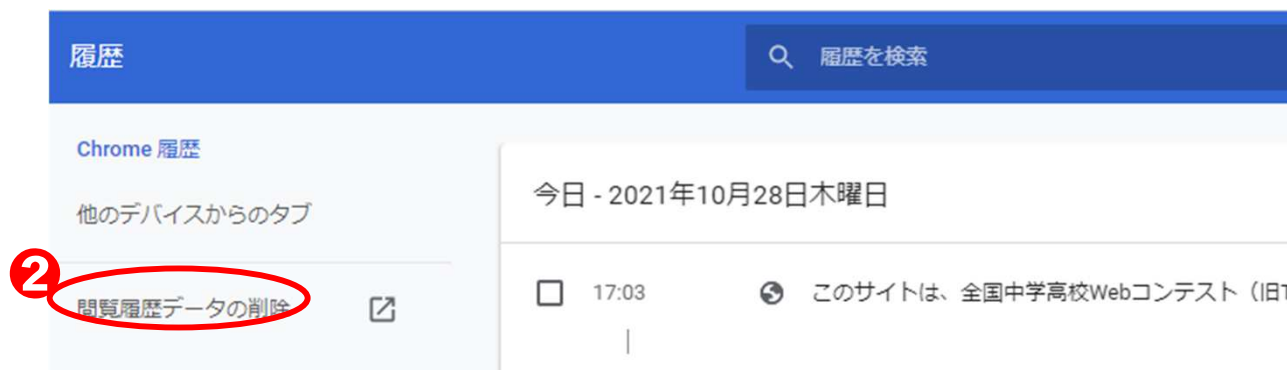 履歴
履歴を検索
Chrome 履歴
他のデバイスからのタブ
今日 - 2021年10月28日木曜日
2
閲覧履歴データの削除
17:03
このサイトは、全国中学高校Webコンテスト（旧T